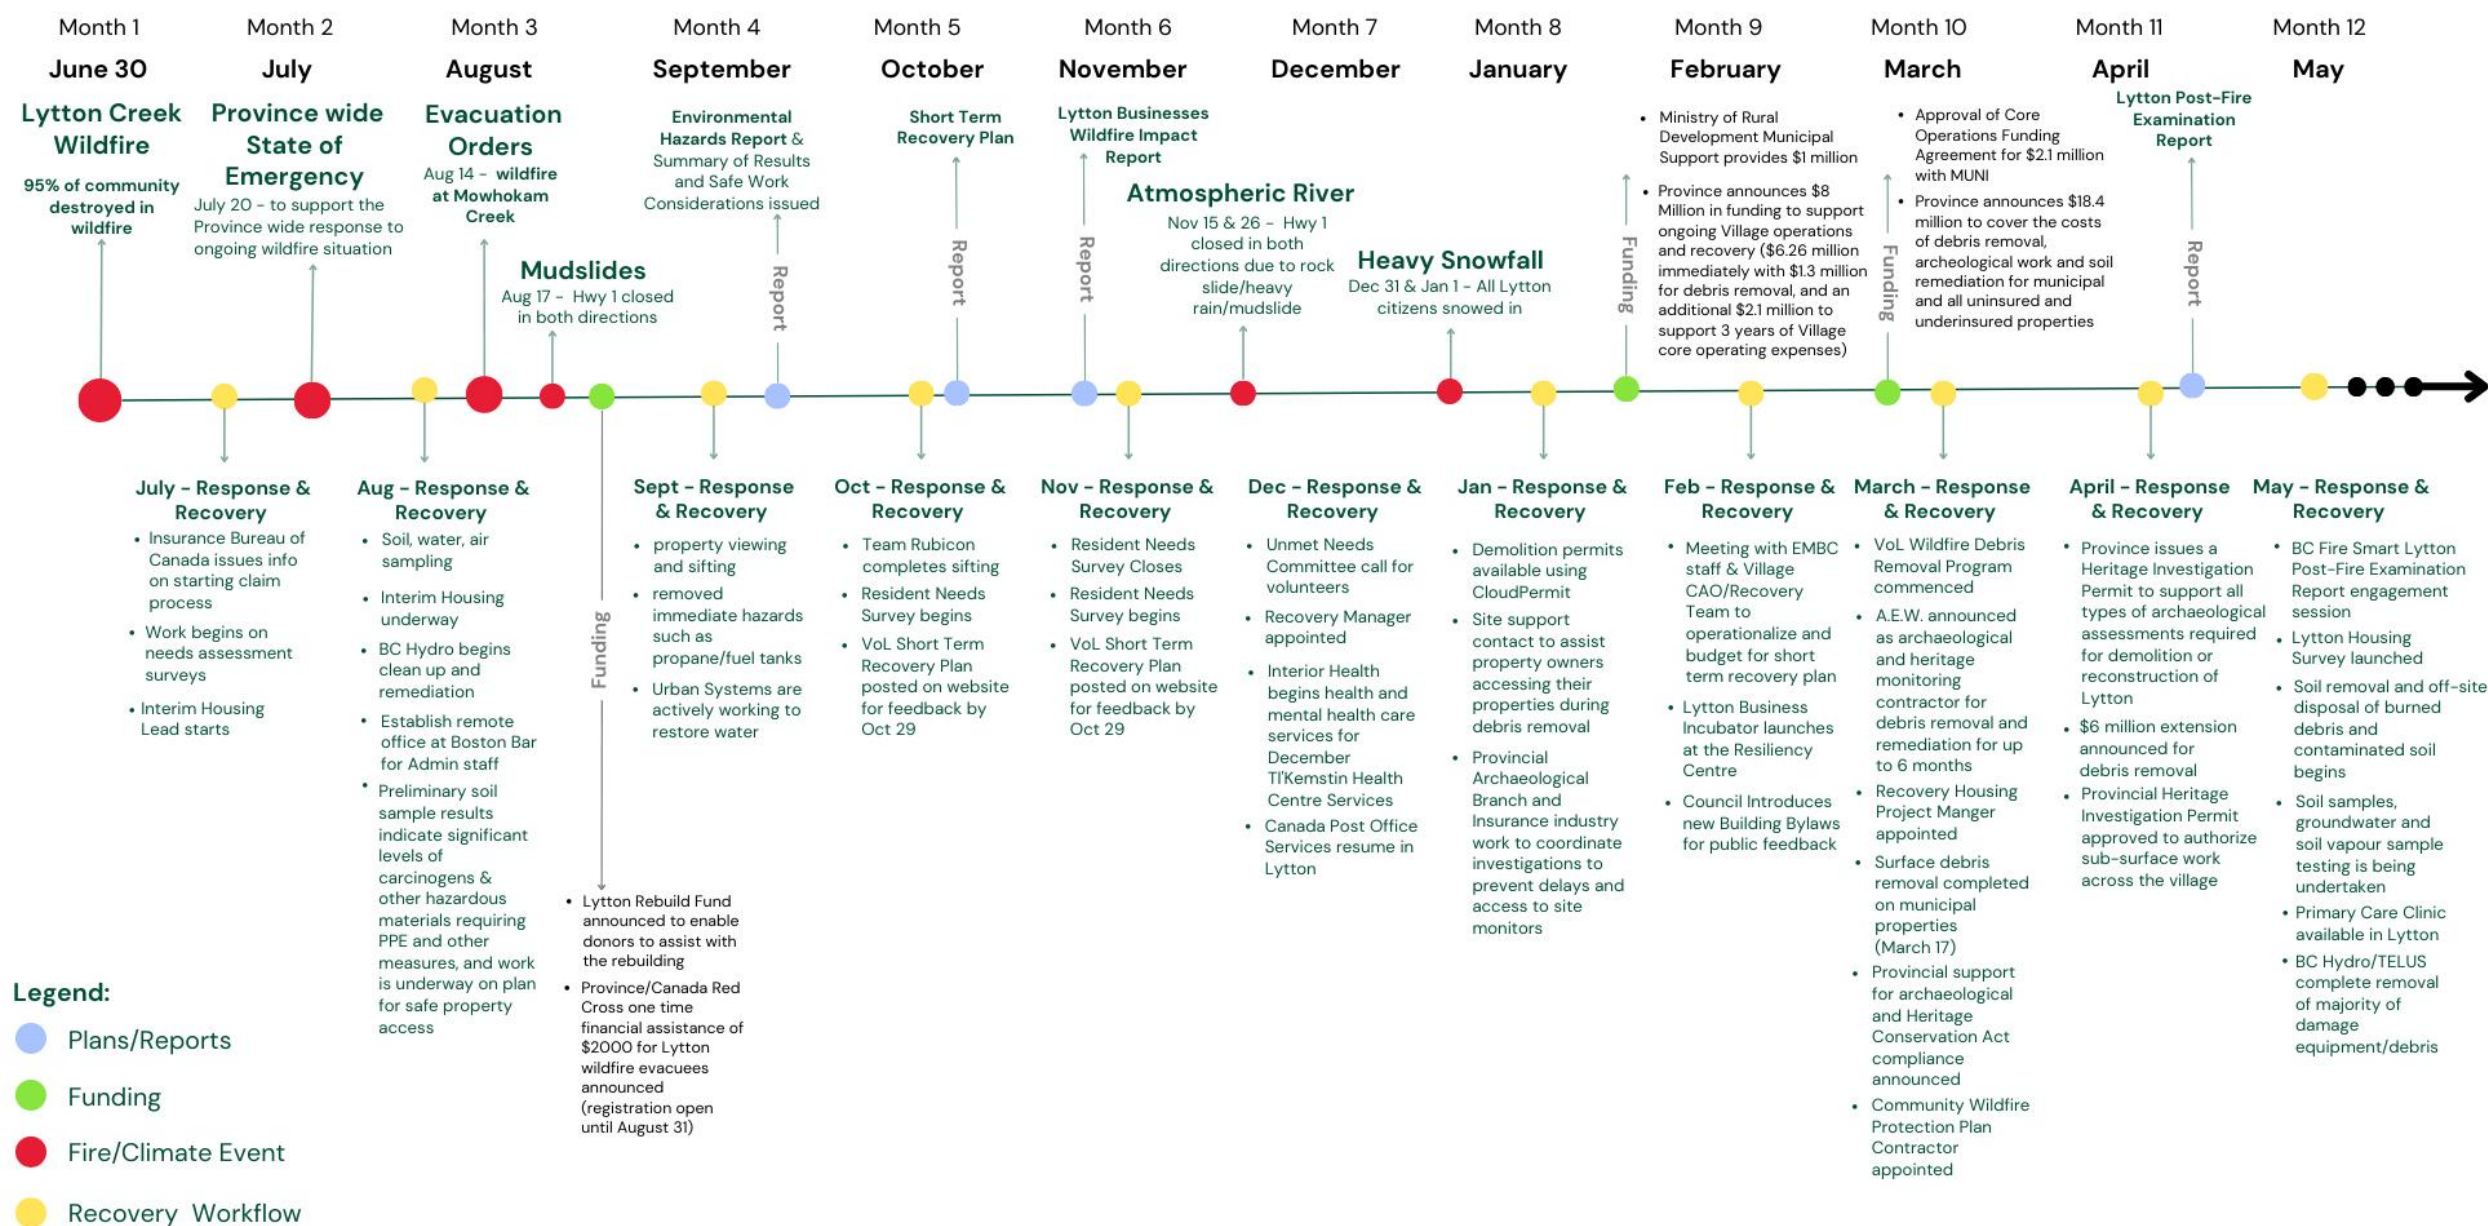 Month 1
June 30
Month 2
July
Month 3
August
Month 4
September
Month 5
October
Month 6
November
Month 7
December
Month 8
January
Month 9
February
Month 10
March
Month 11
April
Month 12
May
Lytton Creek
Wildfire
95% of community
destroyed in
wildfire
Province wide
State of
Emergency
July 20 - to support the
Province wide response to
ongoing wildfire situation
Evacuation
Orders
Aug 14 - wildfire
at Mowhokam
Creek
Mudslides
Aug 17 - Hwy 1 closed
in both directions
Environmental
Hazards Report &
Summary of Results
and Safe Work
Considerations issued
Report
Short Term
Recovery Plan
Report
Lytton Businesses
Wildfire Impact
Report
Report
Atmospheric River
Nov 15 & 26 - Hwy 1
closed in both
directions due to rock
slide/heavy
rain/mudslide
Heavy Snowfall
Dec 31 & Jan 1 - All Lytton
citizens snowed in
Funding
• Ministry of Rural
Development Municipal
Support provides $1 million
• Province announces $8
Million in funding to support
ongoing Village operations
and recovery ($6.26 million
immediately with $1.3 million
for debris removal, and an
additional $2.1 million to
support 3 years of Village
core operating expenses)
Funding
• Approval of Core
Operations Funding
Agreement for $2.1 million
with MUNI
• Province announces $18.4
million to cover the costs
of debris removal,
archeological work and soil
remediation for municipal
and all uninsured and
underinsured properties
Lytton Post-Fire
Examination
Report
Report
July - Response &
Recovery
• Insurance Bureau of
Canada issues info
on starting claim
process
• Work begins on
needs assessment
surveys
• Interim Housing
Lead starts
Aug - Response &
Recovery
• Soil, water, air
sampling
• Interim Housing
underway
• BC Hydro begins
clean up and
remediation
• Establish remote
office at Boston Bar
for Admin staff
• Preliminary soil
sample results
indicate significant
levels of
carcinogens &
other hazardous
materials requiring
PPE and other
measures, and work
is underway on plan
for safe property
access
Funding
• Lytton Rebuild Fund
announced to enable
donors to assist with
the rebuilding
• Province/Canada Red
Cross one time
financial assistance of
$2000 for Lytton
wildfire evacuees
announced
(registration open
until August 31)
Sept - Response
& Recovery
• property viewing
and sifting
• removed
immediate hazards
such as
propane/fuel tanks
• Urban Systems are
actively working to
restore water
Oct - Response &
Recovery
• Team Rubicon
completes sifting
• Resident Needs
Survey begins
• VoL Short Term
Recovery Plan
posted on website
for feedback by
Oct 29
Nov - Response &
Recovery
• Resident Needs
Survey Closes
• Resident Needs
Survey begins
• VoL Short Term
Recovery Plan
posted on website
for feedback by
Oct 29
Dec - Response &
Recovery
• Unmet Needs
Committee call for
volunteers
• Recovery Manager
appointed
• Interior Health
begins health and
mental health care
services for
December
Tl'Kemstin Health
Centre Services
• Canada Post Office
Services resume in
Lytton
Jan - Response &
Recovery
• Demolition permits
available using
CloudPermit
• Site support
contact to assist
property owners
accessing their
properties during
debris removal
• Provincial
Archaeological
Branch and
Insurance industry
work to coordinate
investigations to
prevent delays and
access to site
monitors
Feb - Response &
Recovery
• Meeting with EMBC
staff & Village
CAO/Recovery
Team to
operationalize and
budget for short
term recovery plan
• Lytton Business
Incubator launches
at the Resiliency
Centre
• Council Introduces
new Building Bylaws
for public feedback
March - Response
& Recovery
• VoL Wildfire Debris
Removal Program
commenced
• A.E.W. announced
as archaeological
and heritage
monitoring
contractor for
debris removal and
remediation for up
to 6 months
• Recovery Housing
Project Manger
appointed
• Surface debris
removal completed
on municipal
properties
(March 17)
• Provincial support
for archaeological
and Heritage
Conservation Act
compliance
announced
• Community Wildfire
Protection Plan
Contractor
appointed
April - Response
& Recovery
• Province issues a
Heritage Investigation
Permit to support all
types of archaeological
assessments required
for demolition or
reconstruction of
Lytton
• $6 million extension
announced for
debris removal
• Provincial Heritage
Investigation Permit
approved to authorize
sub-surface work
across the village
May - Response &
Recovery
• BC Fire Smart Lytton
Post-Fire Examination
Report engagement
session
• Lytton Housing
Survey launched
• Soil removal and off-site
disposal of burned
debris and
contaminated soil
begins
• Soil samples,
groundwater and
soil vapour sample
testing is being
undertaken
• Primary Care Clinic
available in Lytton
• BC Hydro/TELUS
complete removal
of majority of
damage
equipment/debris
Legend:
Plans/Reports
Funding
Fire/Climate Event
Recovery Workflow